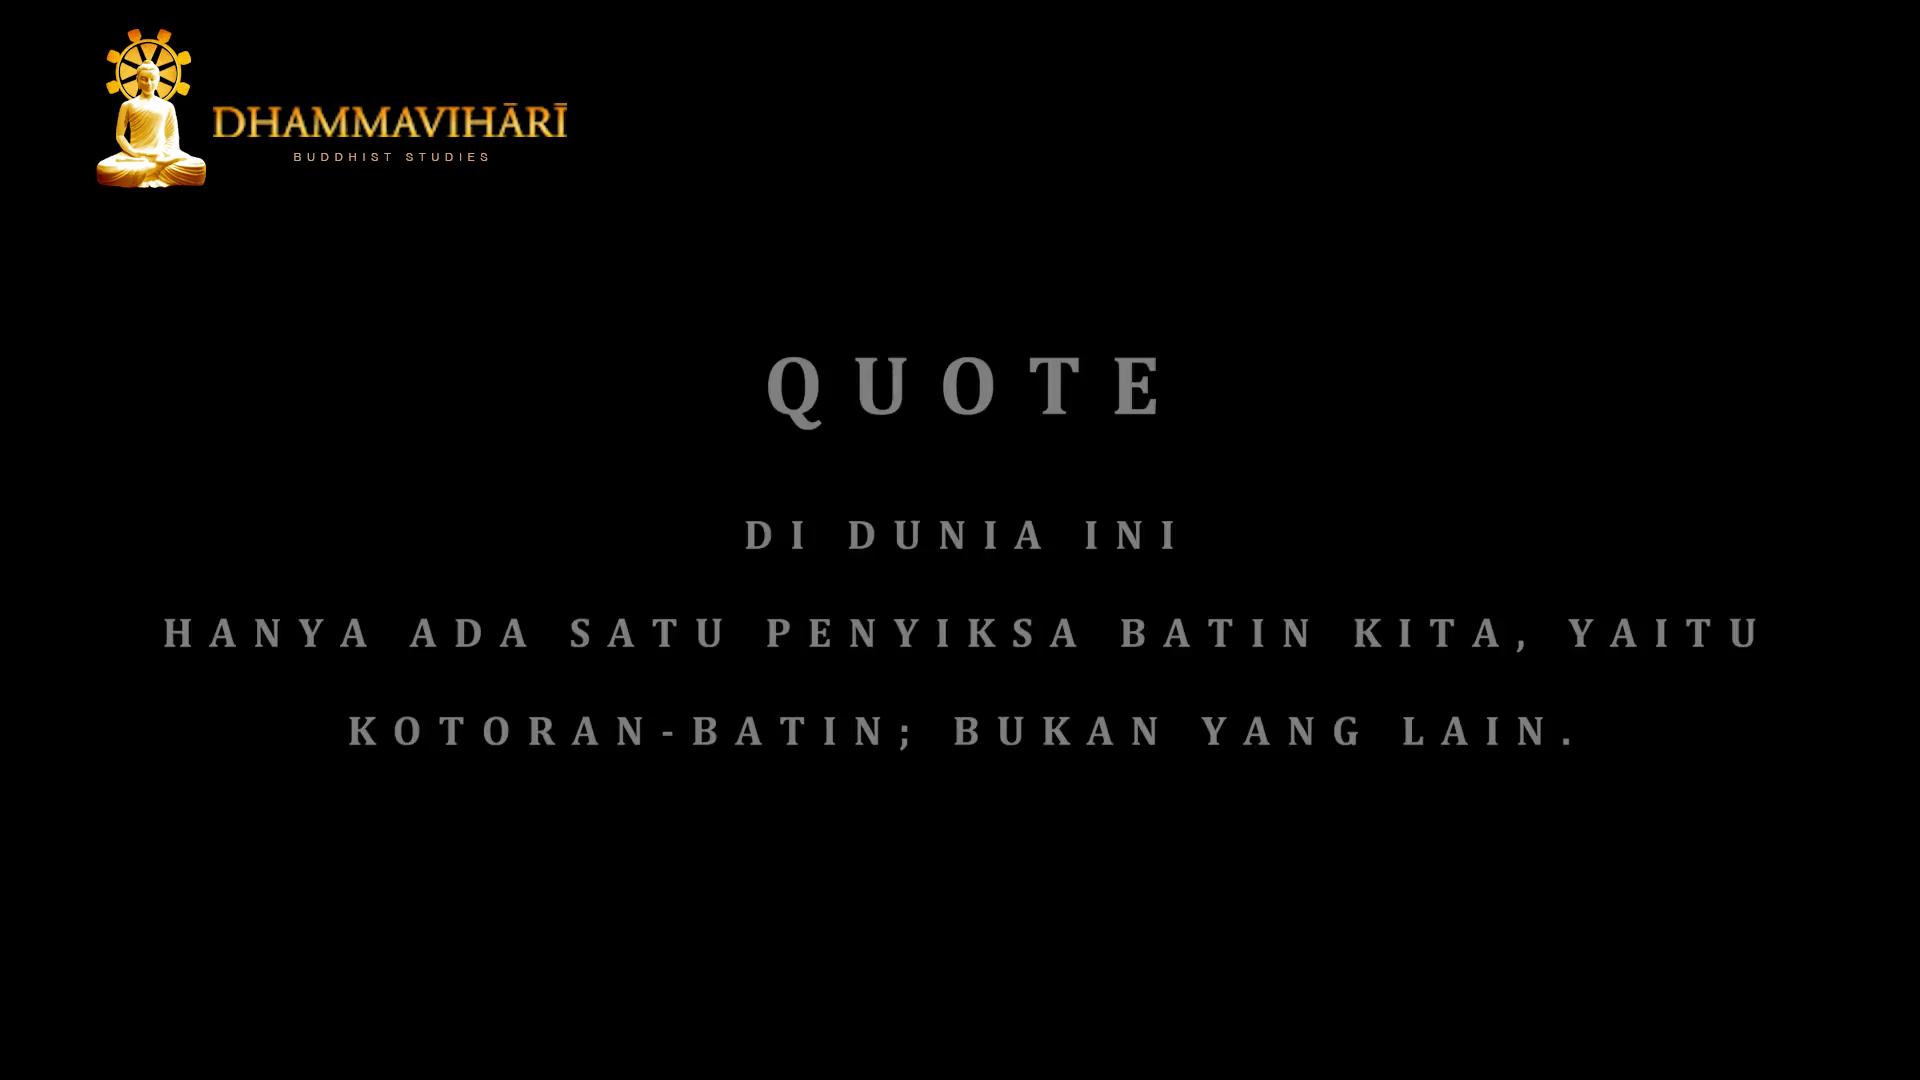 DHAMMAVIHĀRĪ
BUDDHIST STUDIES
QUOTE
DI DUNIA INI
HANYA ADA SATU PENYIKSA BATIN KITA, YAITU
KOTORAN-BATIN; BUKAN YANG LAIN.